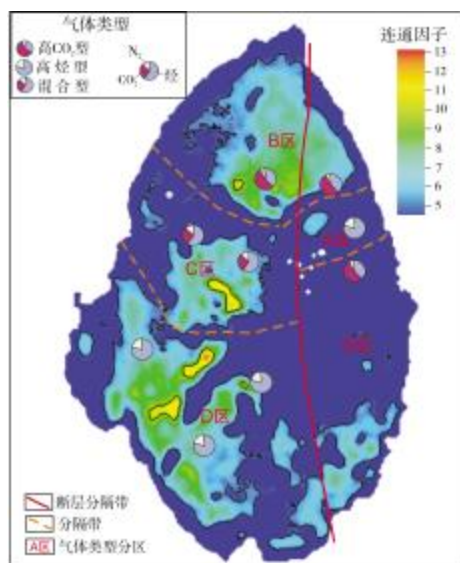 气体类型
高CO₂型
高烃型
混合型
N₂
CO₂
烃
连通因子
13
12
11
10
9
8
7
6
5
B区
C区
D区
断层分隔带
分隔带
A区 气体类型分区